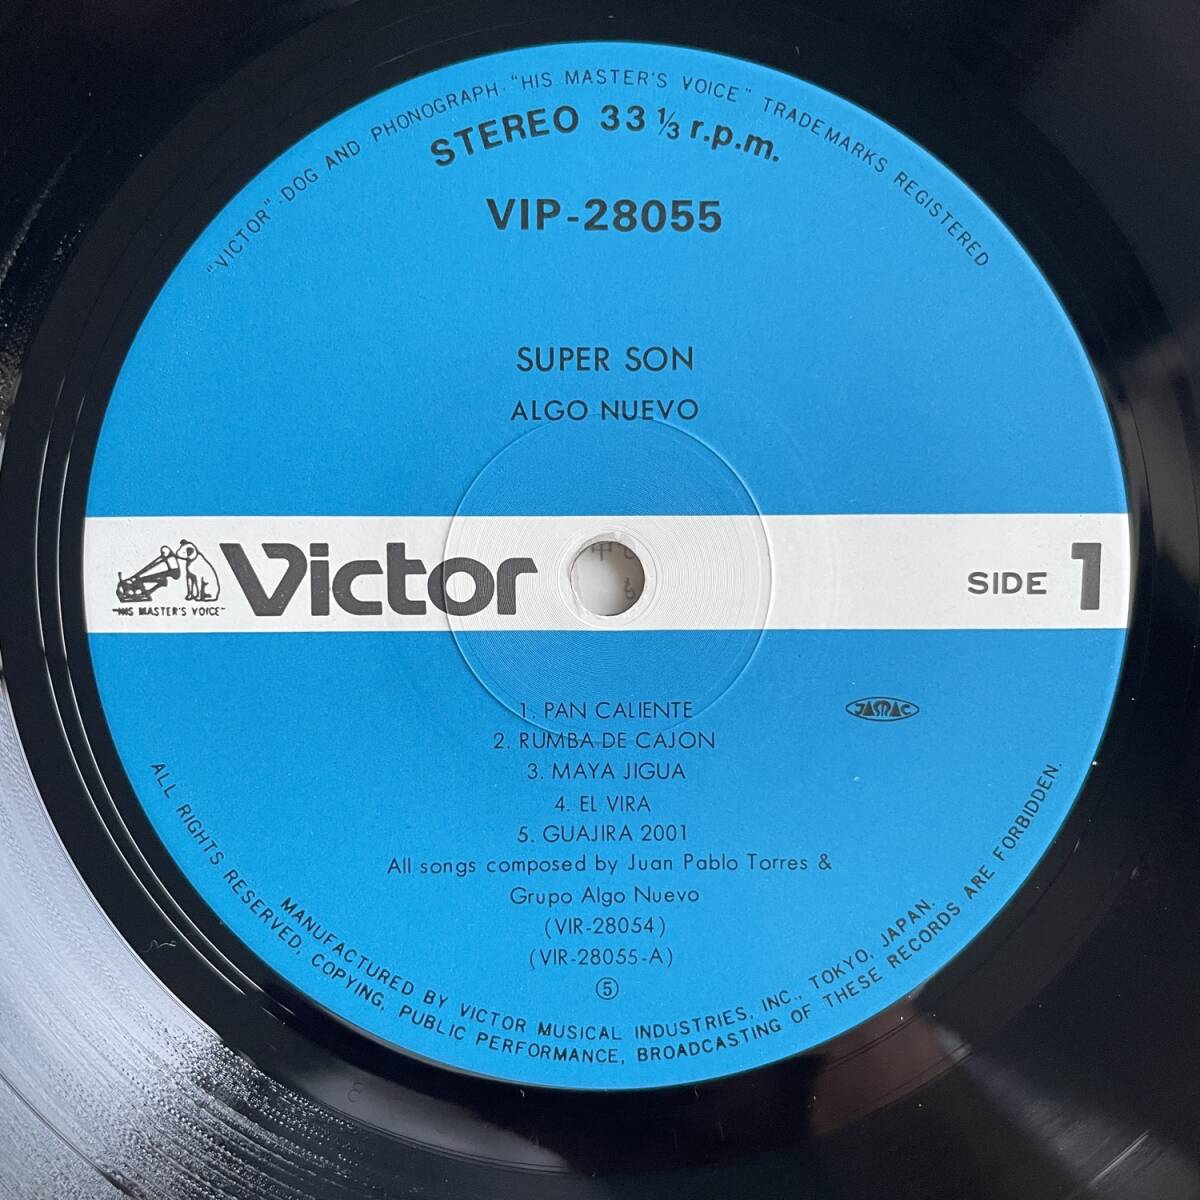 "VICTOR"·DOG AND PHONOGRAPH·"HIS MASTER'S VOICE" TRADEMARKS REGISTERED
STEREO 33 1/3 r.p.m.
VIP-28055
SUPER SON
ALGO NUEVO
Victor
"HIS MASTER'S VOICE"
SIDE 1
1. PAN CALIENTE
JASRAC
2. RUMBA DE CAJON
3. MAYA JIGUA
4. EL VIRA
5. GUAJIRA 2001
All songs composed by Juan Pablo Torres &
Grupo Algo Nuevo
(VIR-28054)
(VIR-28055-A)
⑤
MANUFACTURED BY VICTOR MUSICAL INDUSTRIES, INC., TOKYO, JAPAN.
ALL RIGHTS RESERVED, COPYING, PUBLIC PERFORMANCE, BROADCASTING OF THESE RECORDS ARE FORBIDDEN.